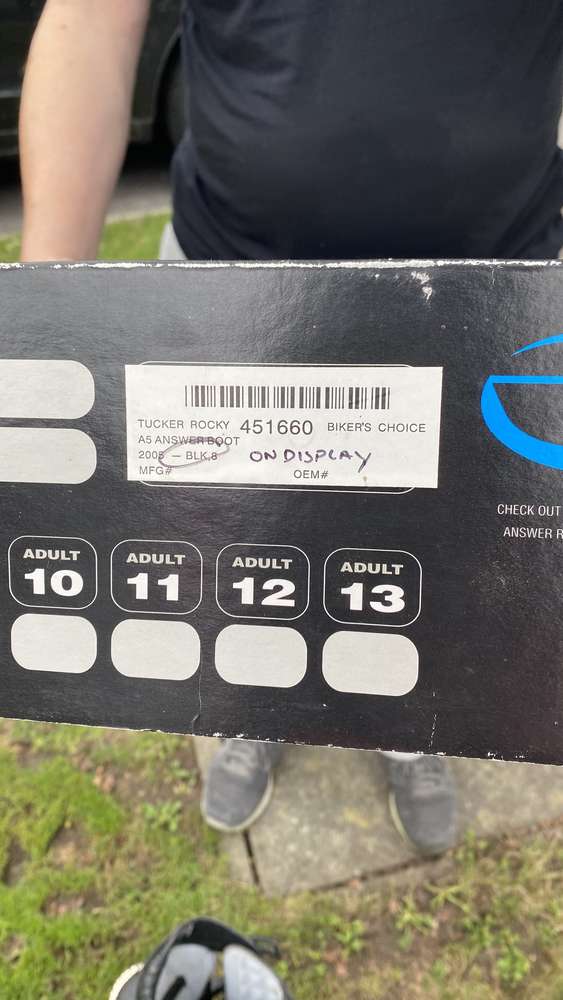 TUCKER ROCKY 451660 BIKER'S CHOICE
A5 ANSWER BOOT
2005 — BLK.8 ON DISPLAY
MFG# OEM#
CHECK OUT
ANSWER R
ADULT 10
ADULT 11
ADULT 12
ADULT 13